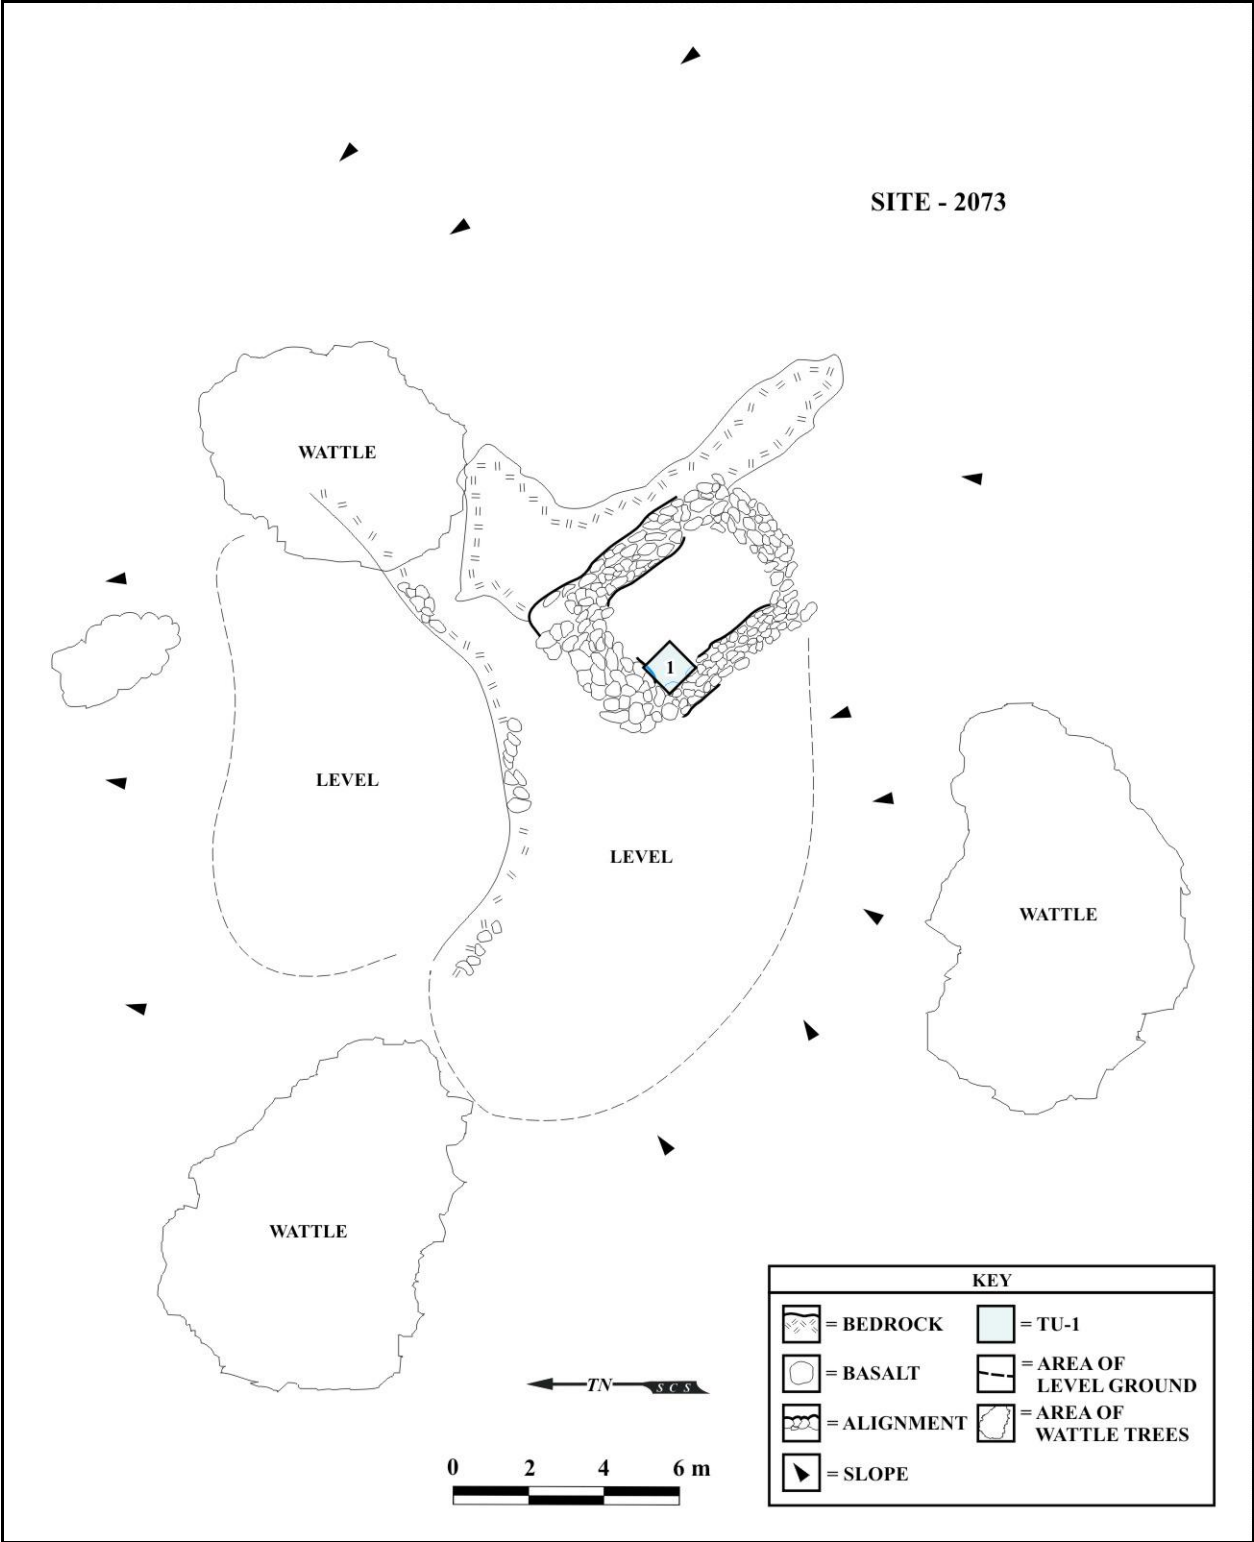 SITE - 2073
WATTLE
1
LEVEL
LEVEL
WATTLE
WATTLE
KEY
= BEDROCK
= TU-1
= BASALT
= AREA OF
LEVEL GROUND
= ALIGNMENT
= AREA OF
WATTLE TREES
= SLOPE
TN SCS
0 2 4 6 m